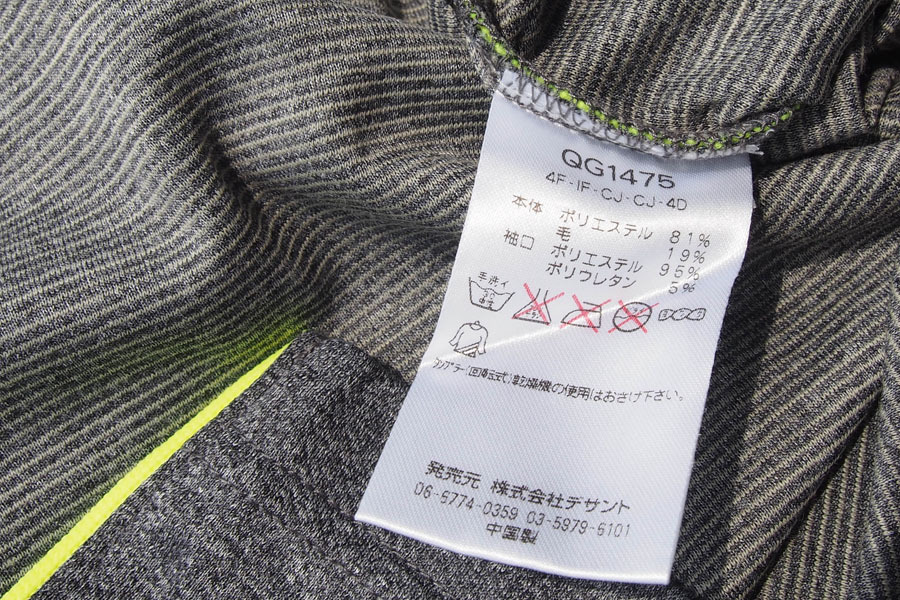 QG1475
4F-IF-CJ-CJ-4D
本体 ポリエステル 81%
毛 19%
袖口 ポリエステル 95%
ポリウレタン 5%
手洗イ
中性
タンブラー(回転式)乾燥機の使用はおさけ下さい。
発売元 株式会社デサント
06-6774-0359 03-5979-6101
中国製